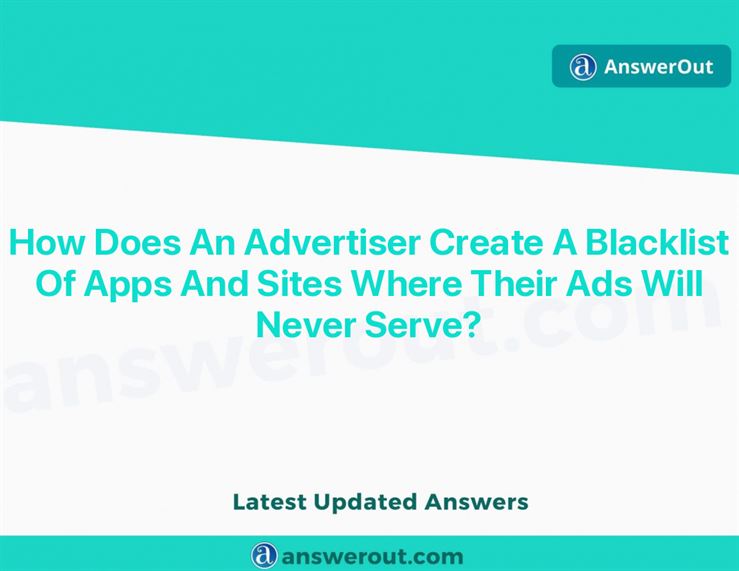 AnswerOut
How Does An Advertiser Create A Blacklist
Of Apps And Sites Where Their Ads Will
Never Serve?
answerout.com
Latest Updated Answers
answerout.com